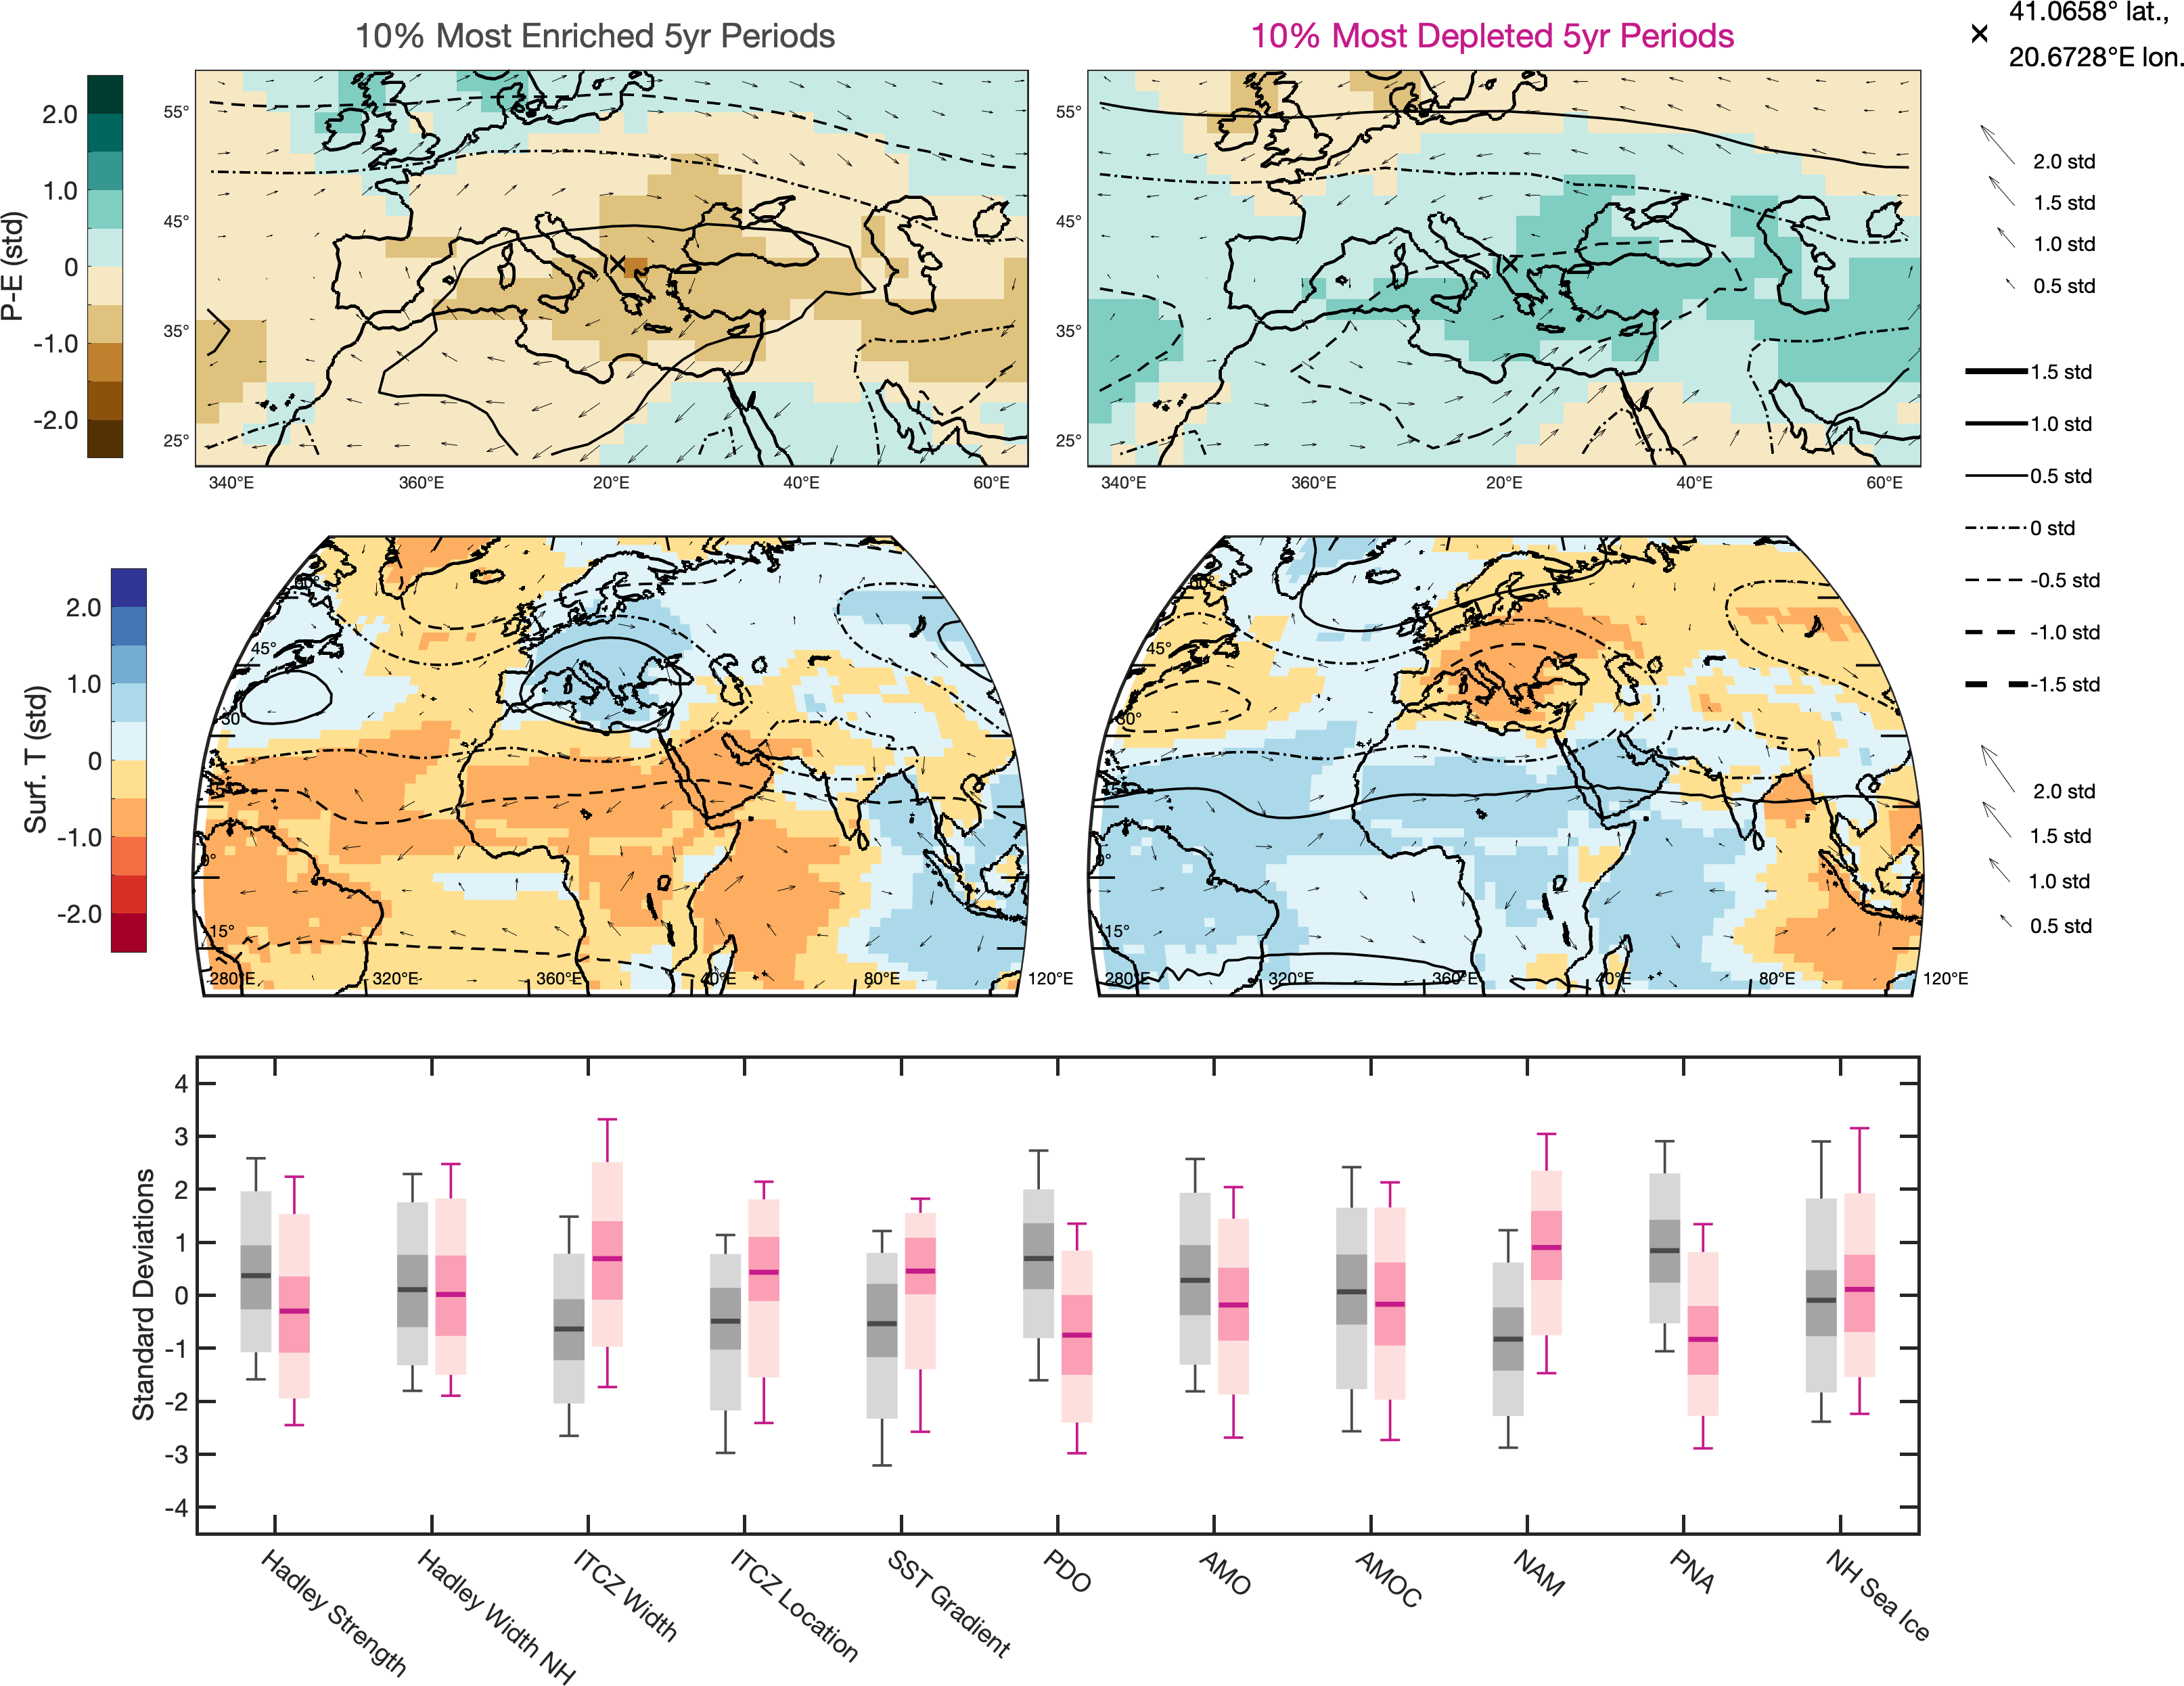 10% Most Enriched 5yr Periods
10% Most Depleted 5yr Periods
41.0658° lat.,
20.6728°E lon.
P-E (std)
2.0
1.0
0
-1.0
-2.0
55°
45°
35°
25°
340°E 360°E 20°E 40°E 60°E
55°
45°
35°
25°
340°E 360°E 20°E 40°E 60°E
2.0 std
1.5 std
1.0 std
0.5 std
1.5 std
1.0 std
0.5 std
0 std
-0.5 std
-1.0 std
-1.5 std
Surf. T (std)
2.0
1.0
0
-1.0
-2.0
60°
45°
30°
15°
0°
-15°
280°E 320°E 360°E 40°E 80°E 120°E
60°
45°
30°
15°
0°
-15°
280°E 320°E 360°E 40°E 80°E 120°E
2.0 std
1.5 std
1.0 std
0.5 std
Standard Deviations
4
3
2
1
0
-1
-2
-3
-4
Hadley Strength
Hadley Width NH
ITCZ Width
ITCZ Location
SST Gradient
PDO
AMO
AMOC
NAM
PNA
NH Sea Ice